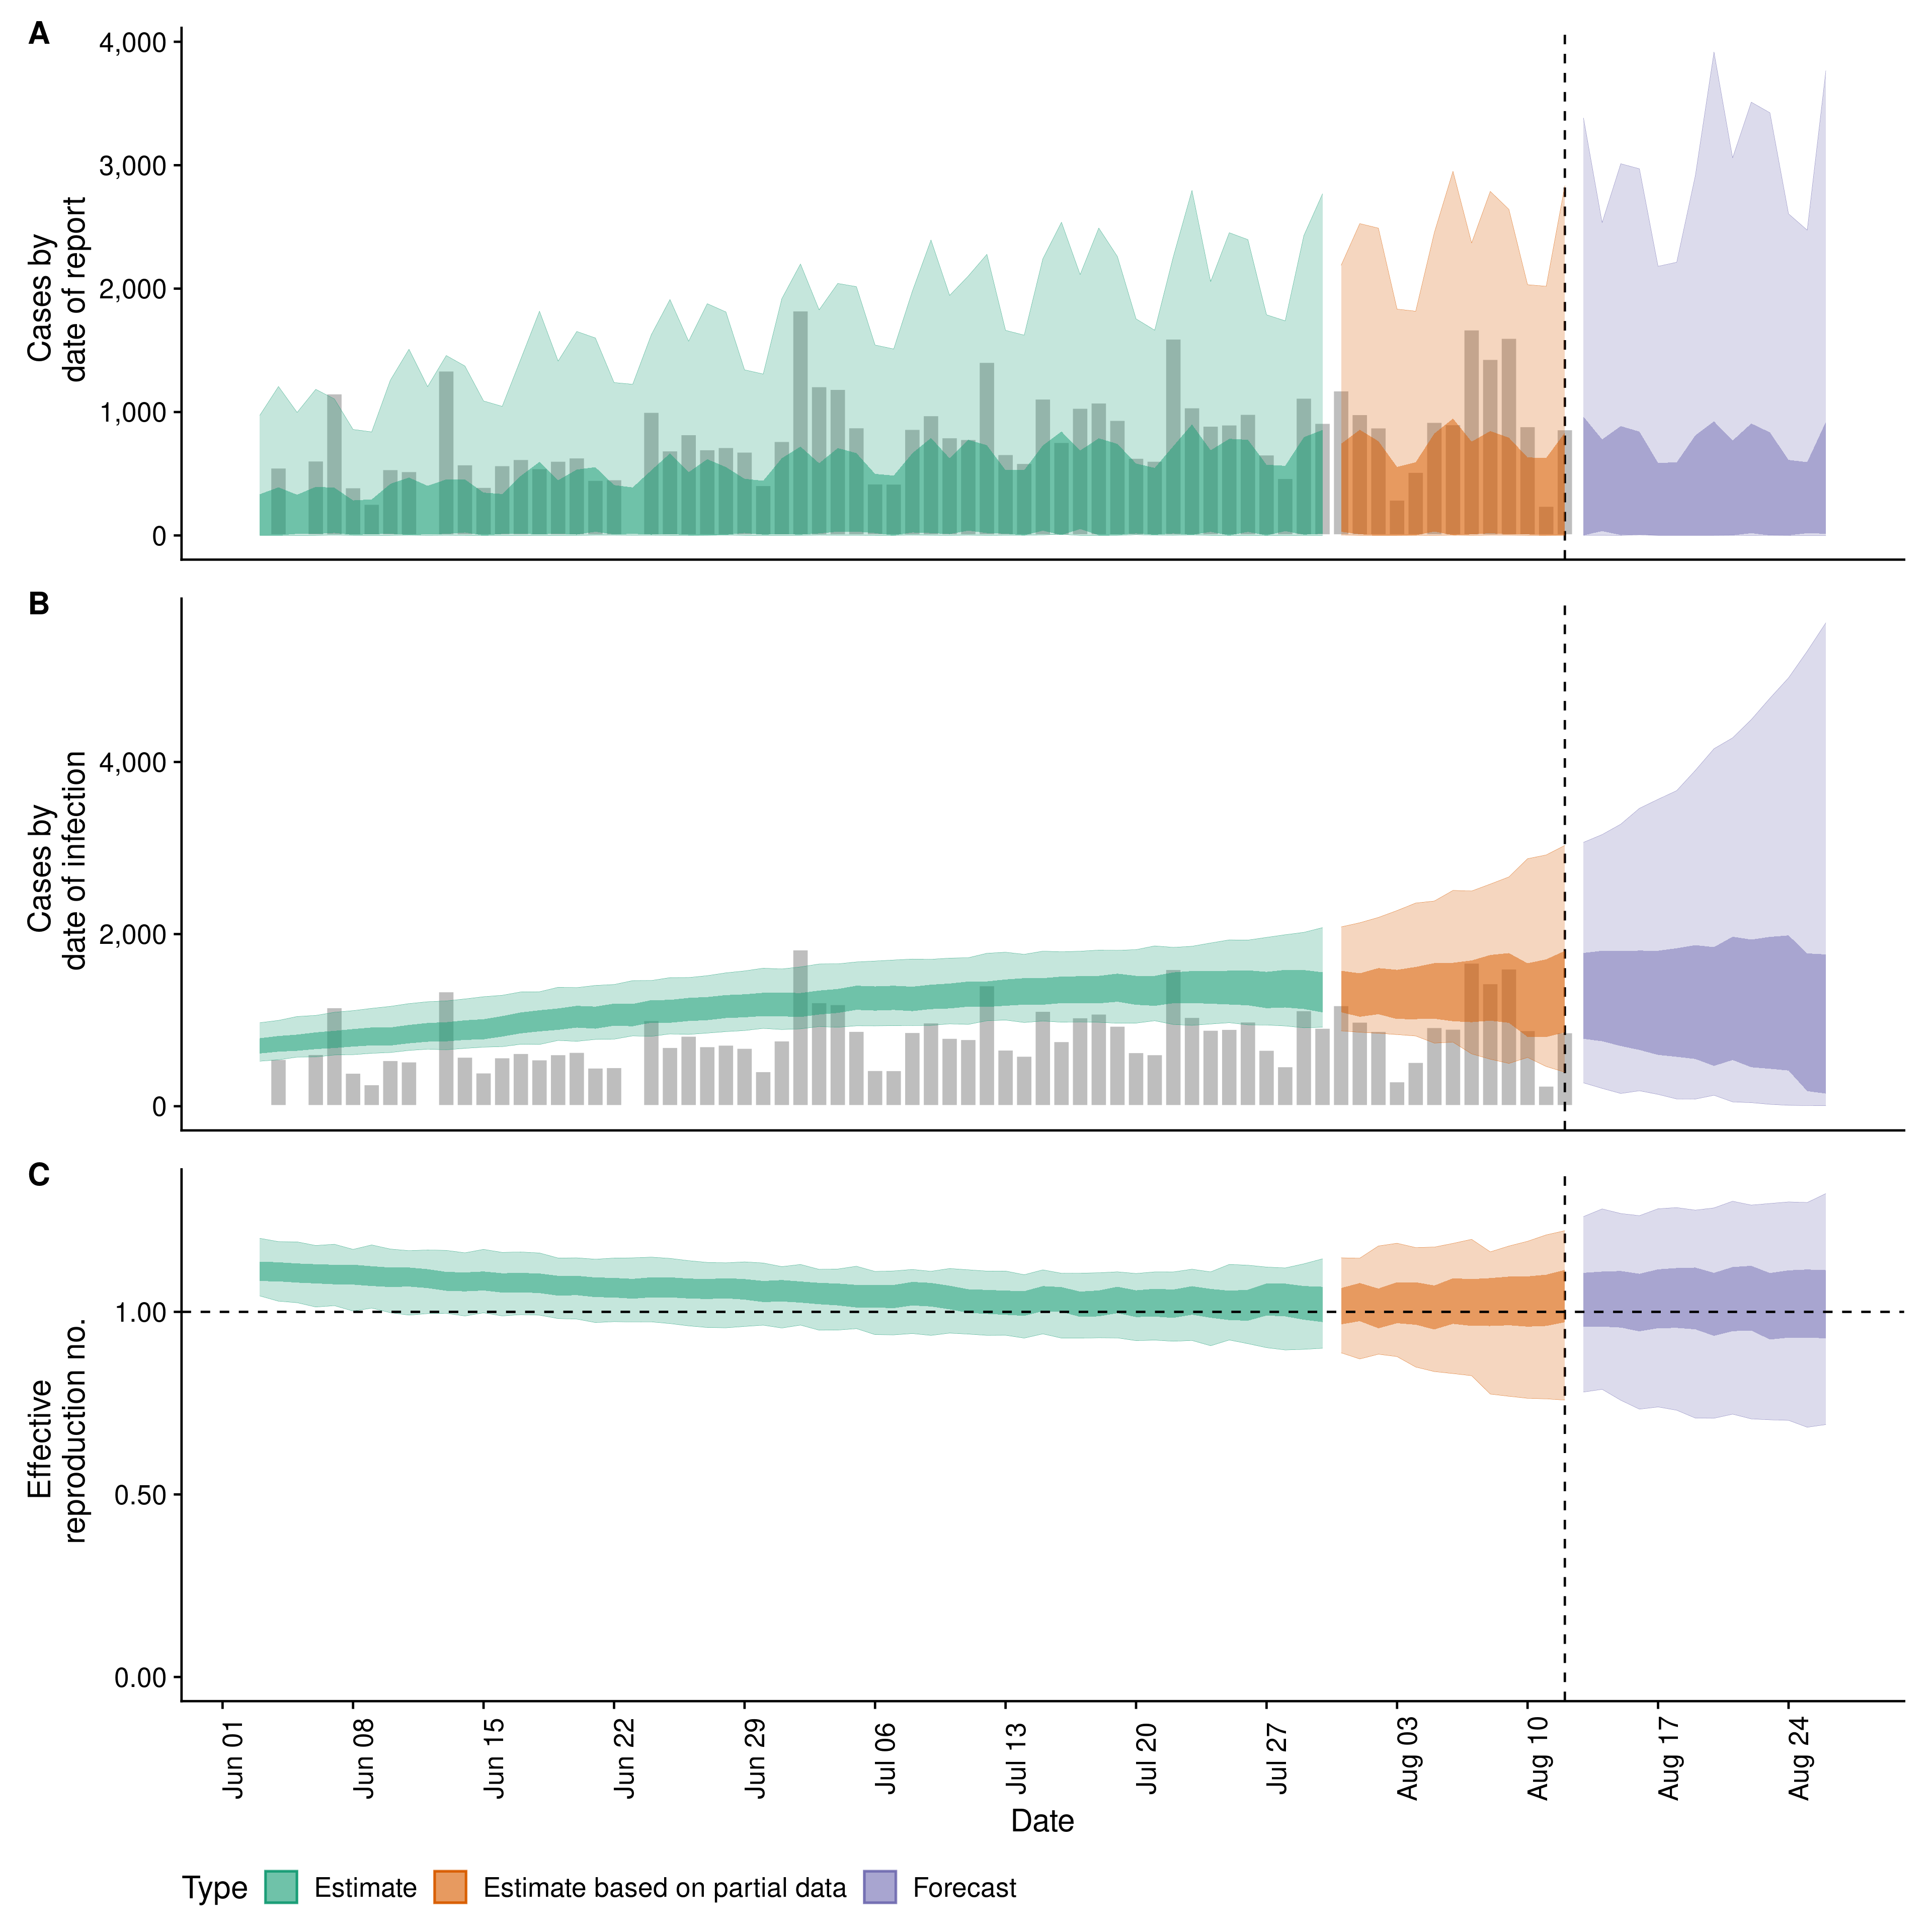 A
4,000
3,000
2,000
1,000
0
Cases by
date of report
B
4,000
2,000
0
Cases by
date of infection
C
1.00
0.50
0.00
Effective
reproduction no.
Jun 01
Jun 08
Jun 15
Jun 22
Jun 29
Jul 06
Jul 13
Jul 20
Jul 27
Aug 03
Aug 10
Aug 17
Aug 24
Date
Type Estimate Estimate based on partial data Forecast